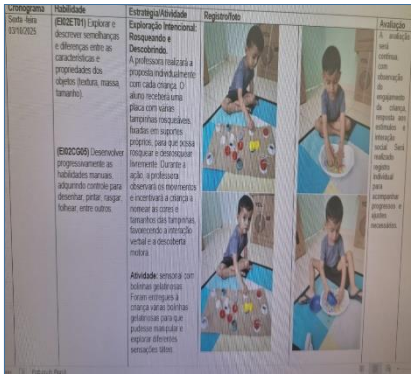 Cronograma
Habilidade
Estratégia/Atividade
Registro/foto
Avaliação
Sexta -feira
03/10/2025
(EI02ET01) Explorar e
descrever semelhanças
e diferenças entre as
características e
propriedades dos
objetos (textura, massa,
tamanho).
(EI02CG05) Desenvolver
progressivamente as
habilidades manuais,
adquirindo controle para
desenhar, pintar, rasgar,
folhear, entre outros.
Exploração Intencional:
Rosqueando e
Descobrindo.
A professora realizará a
proposta individualmente
com cada criança. O
aluno receberá uma
placa com várias
tampinhas rosqueáveis,
fixadas em suportes
próprios, para que possa
rosquear e desrosquear
livremente. Durante a
ação, a professora
observará os movimentos
e incentivará a criança a
nomear as cores e
tamanhos das tampinhas,
favorecendo a interação
verbal e a descoberta
motora.
Atividade: sensorial com
bolinhas gelatinosas
Foram entregues à
criança várias bolinhas
gelatinosas para que
pudesse manipular e
explorar diferentes
sensações táteis.
A avaliação
será
contínua,
com
observação
do
engajamento
da criança,
resposta aos
estímulos e
interação
social. Será
realizado
registro
individual
para
acompanhar
progressos e
ajustes
necessários.